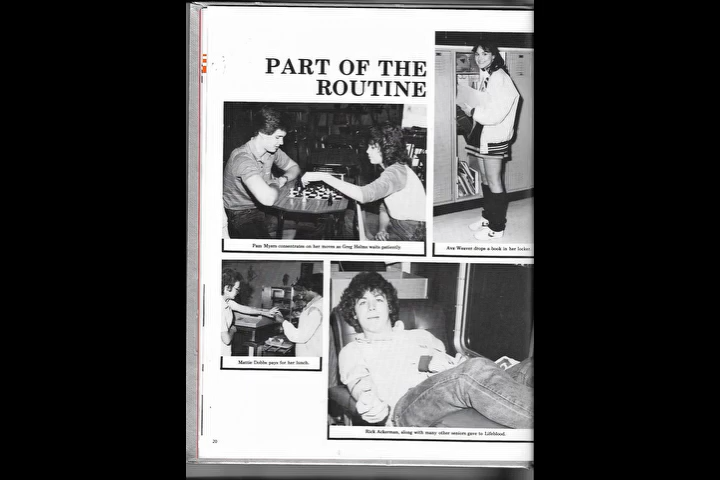 PART OF THE
ROUTINE
Pam Myers concentrates on her moves as Greg Helms waits patiently.
Ava Weaver drops a book in her locker.
Mattie Dobbs pays for her lunch.
Rick Ackerman, along with many other seniors gave to Lifeblood.
20